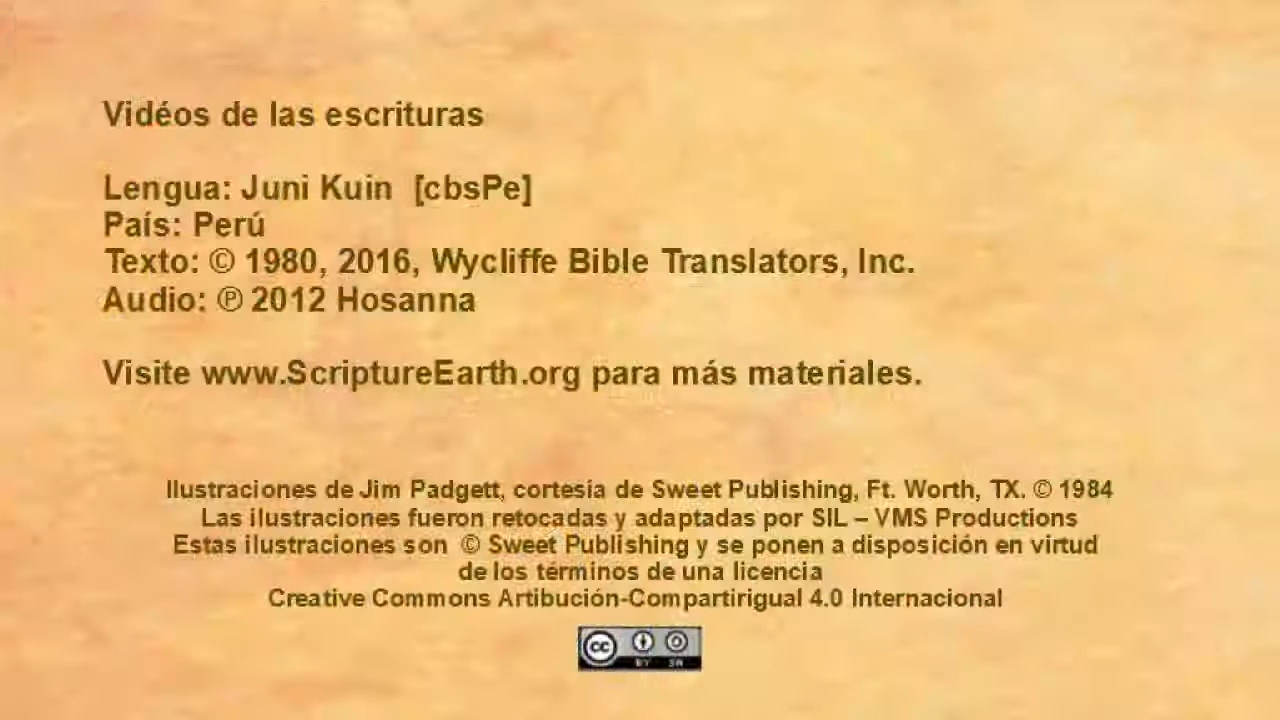 Vidéos de las escrituras
Lengua: Juni Kuin [cbsPe]
País: Perú
Texto: © 1980, 2016, Wycliffe Bible Translators, Inc.
Audio: ℗ 2012 Hosanna
Visite www.ScriptureEarth.org para más materiales.
Ilustraciones de Jim Padgett, cortesía de Sweet Publishing, Ft. Worth, TX. © 1984
Las ilustraciones fueron retocadas y adaptadas por SIL – VMS Productions
Estas ilustraciones son © Sweet Publishing y se ponen a disposición en virtud
de los términos de una licencia
Creative Commons Artibución-Compartirigual 4.0 Internacional
cc
BY SA